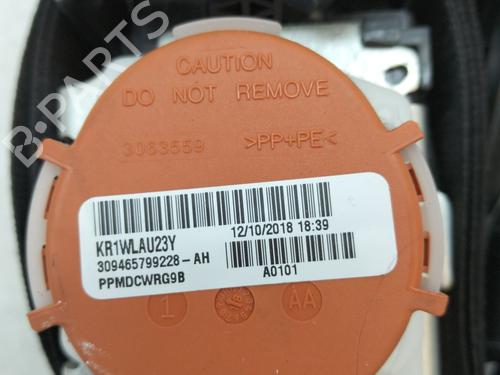 CAUTION
DO NOT REMOVE
3063559
>PP+PE<
KR1WLAU23Y
12/10/2018 18:39
309465799228-AH
PPMDCWRG9B
A0101
1
18
AA
B-PARTS